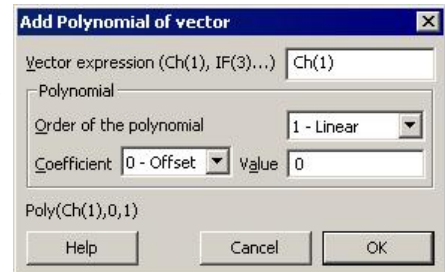 Add Polynomial of vector
Vector expression (Ch(1), IF(3)...) Ch(1)
Polynomial
Order of the polynomial 1 - Linear
Coefficient 0 - Offset Value 0
Poly(Ch(1),0,1)
Help Cancel OK